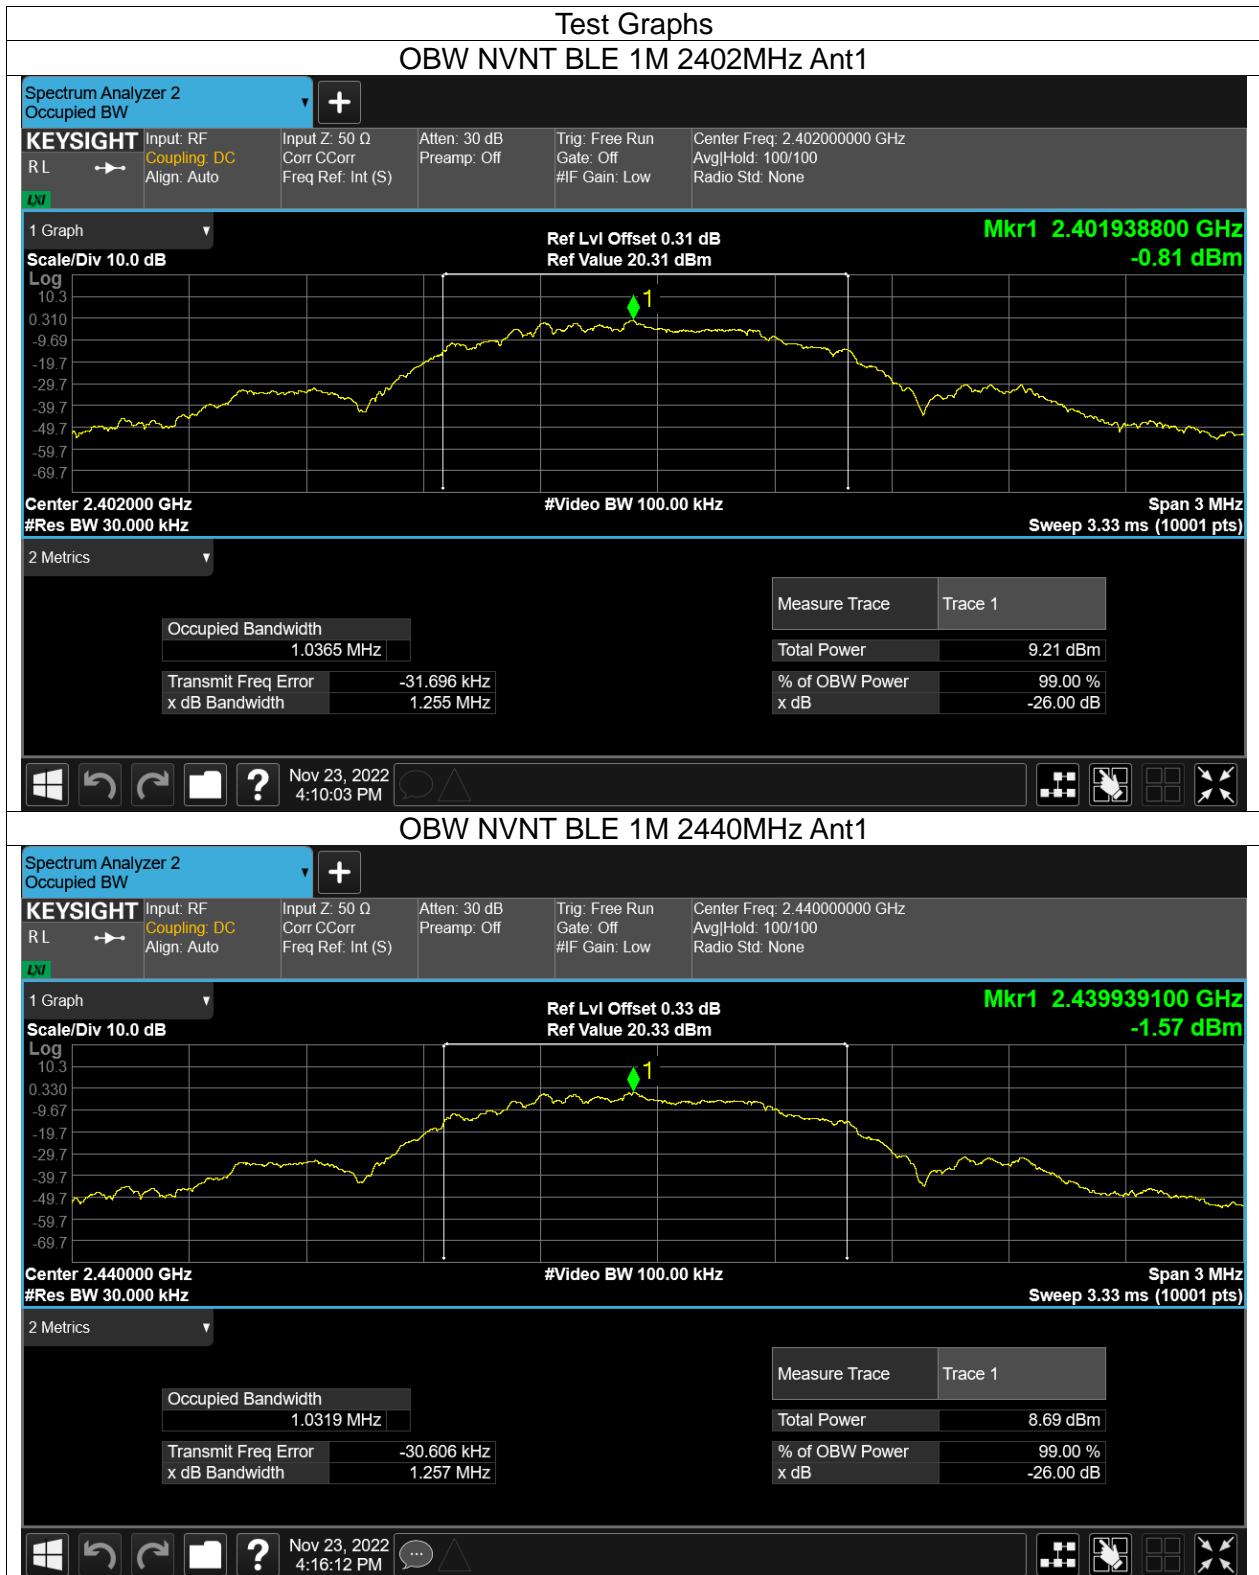 Test Graphs
OBW NVNT BLE 1M 2402MHz Ant1
Spectrum Analyzer 2
Occupied BW
KEYSIGHT Input: RF Input Z: 50 Ω Atten: 30 dB Trig: Free Run Center Freq: 2.402000000 GHz
R L Coupling: DC Corr CCorr Preamp: Off Gate: Off Avg|Hold: 100/100
Align: Auto Freq Ref: Int (S) #IF Gain: Low Radio Std: None
LXI
1 Graph Ref Lvl Offset 0.31 dB Mkr1 2.401938800 GHz
Scale/Div 10.0 dB Ref Value 20.31 dBm -0.81 dBm
Log
10.3
1
0.310
-9.69
-19.7
-29.7
-39.7
-49.7
-59.7
-69.7
Center 2.402000 GHz #Video BW 100.00 kHz Span 3 MHz
#Res BW 30.000 kHz Sweep 3.33 ms (10001 pts)
2 Metrics
Measure Trace Trace 1
Occupied Bandwidth
1.0365 MHz Total Power 9.21 dBm
Transmit Freq Error -31.696 kHz % of OBW Power 99.00 %
x dB Bandwidth 1.255 MHz x dB -26.00 dB
? Nov 23, 2022
4:10:03 PM
OBW NVNT BLE 1M 2440MHz Ant1
Spectrum Analyzer 2
Occupied BW
KEYSIGHT Input: RF Input Z: 50 Ω Atten: 30 dB Trig: Free Run Center Freq: 2.440000000 GHz
R L Coupling: DC Corr CCorr Preamp: Off Gate: Off Avg|Hold: 100/100
Align: Auto Freq Ref: Int (S) #IF Gain: Low Radio Std: None
LXI
1 Graph Ref Lvl Offset 0.33 dB Mkr1 2.439939100 GHz
Scale/Div 10.0 dB Ref Value 20.33 dBm -1.57 dBm
Log
10.3
1
0.330
-9.67
-19.7
-29.7
-39.7
-49.7
-59.7
-69.7
Center 2.440000 GHz #Video BW 100.00 kHz Span 3 MHz
#Res BW 30.000 kHz Sweep 3.33 ms (10001 pts)
2 Metrics
Measure Trace Trace 1
Occupied Bandwidth
1.0319 MHz Total Power 8.69 dBm
Transmit Freq Error -30.606 kHz % of OBW Power 99.00 %
x dB Bandwidth 1.257 MHz x dB -26.00 dB
? Nov 23, 2022
4:16:12 PM